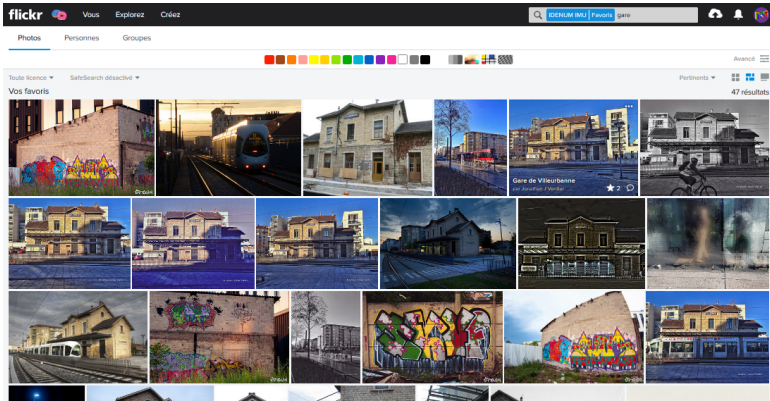 flickr Vous Explorez Créez IDENUM IMU Favoris gare
Photos Personnes Groupes
Avancé
Toute licence SafeSearch désactivé Pertinents
Vos favoris 47 résultats
Gare de Villeurbanne
par Jonathan J Verdier 2